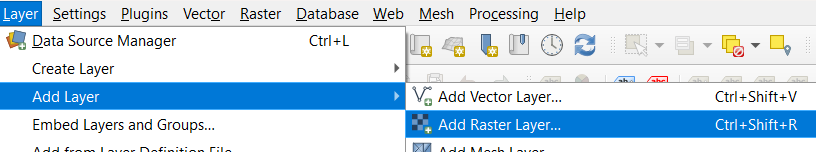 Layer Settings Plugins Vector Raster Database Web Mesh Processing Help
Data Source Manager Ctrl+L
Create Layer
Add Layer
Add Vector Layer... Ctrl+Shift+V
Embed Layers and Groups...
Add Raster Layer... Ctrl+Shift+R
Add from Layer Definition File
Add Mesh Layer
abc abc